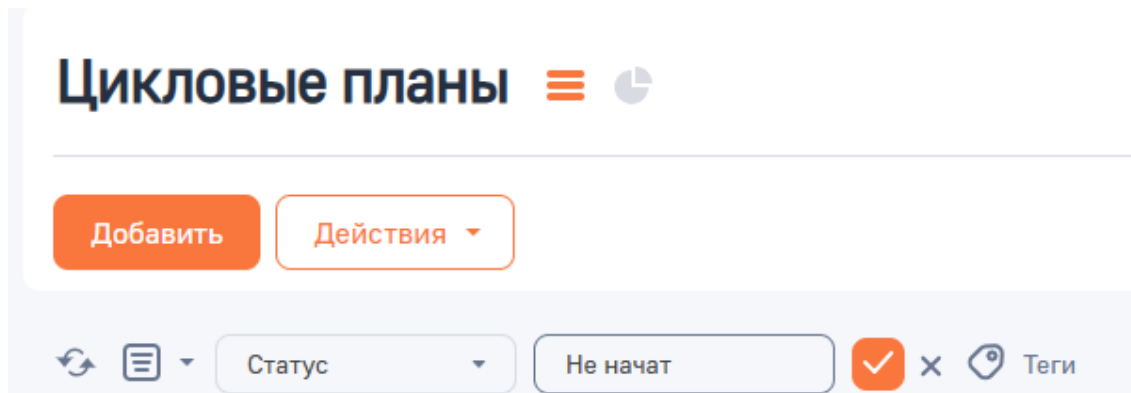 Цикловые планы
Добавить Действия
Статус Не начат Теги